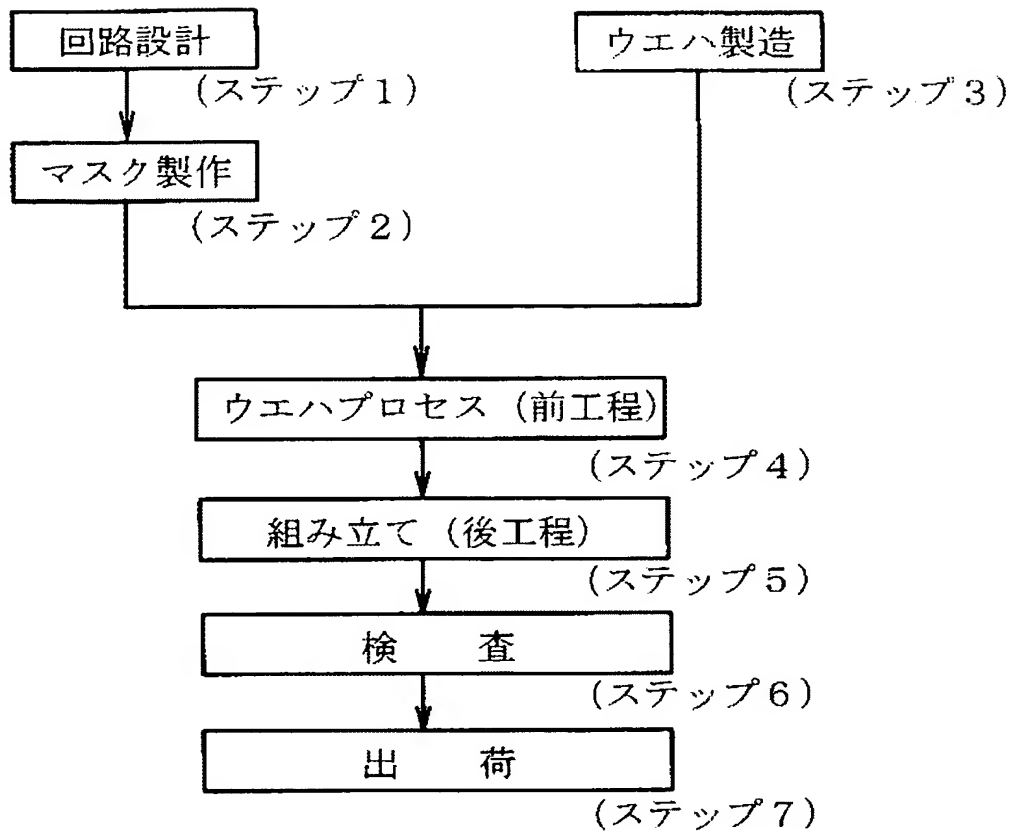 回路設計
(ステップ1)
ウエハ製造
(ステップ3)
マスク製作
(ステップ2)
ウエハプロセス (前工程)
(ステップ4)
組み立て (後工程)
(ステップ5)
検　査
(ステップ6)
出　荷
(ステップ7)